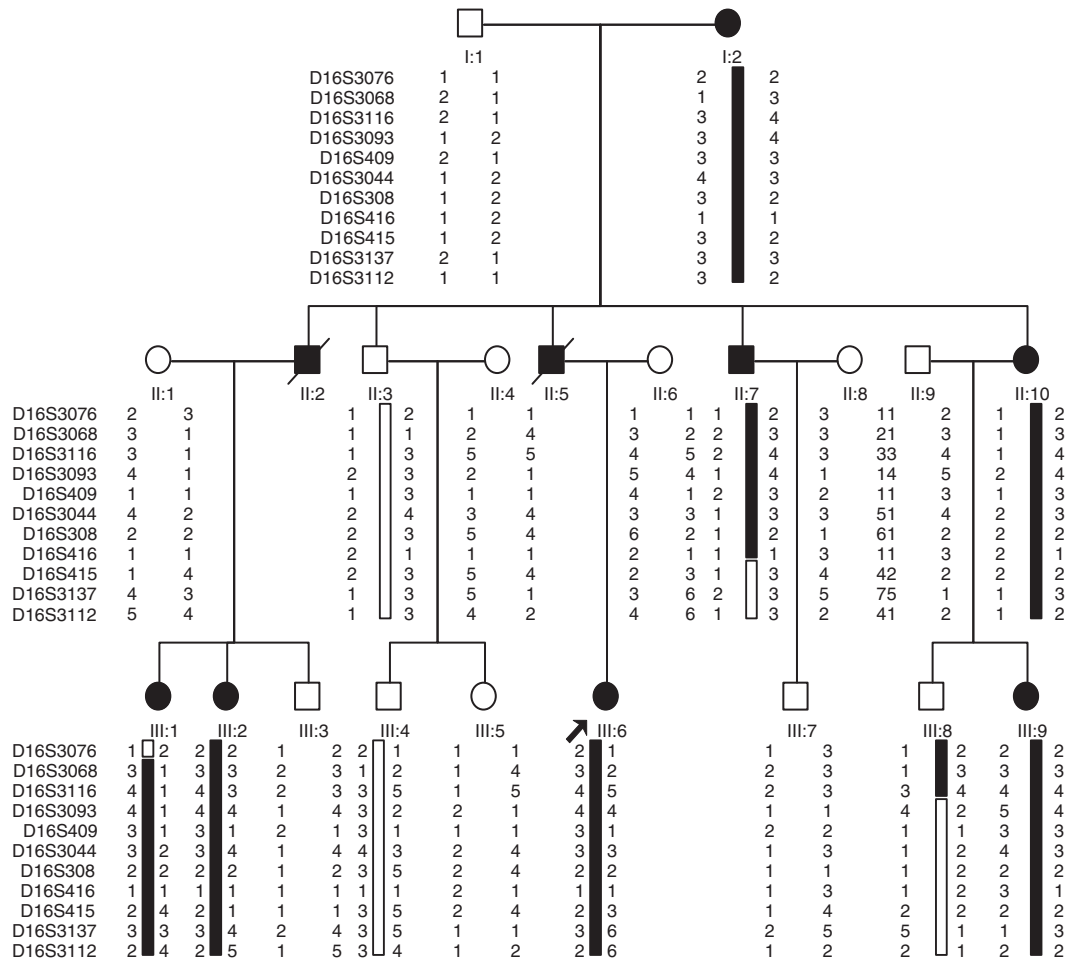 I:1 I:2
D16S3076 1 1 2 2
D16S3068 2 1 1 3
D16S3116 2 1 3 4
D16S3093 1 2 3 4
D16S409 2 1 3 3
D16S3044 1 2 4 3
D16S308 1 2 3 2
D16S416 1 2 1 1
D16S415 1 2 3 2
D16S3137 2 1 3 3
D16S3112 1 1 3 2
II:1 II:2 II:3 II:4 II:5 II:6 II:7 II:8 II:9 II:10
D16S3076 2 3 1 2 1 1 1 1 1 2 3 11 2 1 2
D16S3068 3 1 1 1 2 4 3 2 2 3 3 21 3 1 3
D16S3116 3 1 1 3 5 5 4 5 2 4 3 33 4 1 4
D16S3093 4 1 2 3 2 1 5 4 1 4 1 14 5 2 4
D16S409 1 1 1 3 1 1 4 1 2 3 2 11 3 1 3
D16S3044 4 2 2 4 3 4 3 3 1 3 3 51 4 2 3
D16S308 2 2 2 3 5 4 6 2 1 2 1 61 2 2 2
D16S416 1 1 2 1 1 1 2 1 1 1 3 11 3 2 1
D16S415 1 4 2 3 5 4 2 3 1 3 4 42 2 2 2
D16S3137 4 3 1 3 5 1 3 6 2 3 5 75 1 1 3
D16S3112 5 4 1 3 4 2 4 6 1 3 2 41 2 1 2
III:1 III:2 III:3 III:4 III:5 III:6 III:7 III:8 III:9
D16S3076 1 2 2 2 1 2 2 1 1 1 2 1 1 3 1 2 2 2
D16S3068 3 1 3 3 2 3 1 2 1 4 3 2 2 3 1 3 3 3
D16S3116 4 1 4 3 2 3 3 5 1 5 4 5 2 3 3 4 4 4
D16S3093 4 1 4 4 1 4 3 2 2 1 4 4 1 1 4 2 5 4
D16S409 3 1 3 1 2 1 3 1 1 1 3 1 2 2 1 1 3 3
D16S3044 3 2 3 4 1 4 4 3 2 4 3 3 1 3 1 2 4 3
D16S308 2 2 2 2 1 2 3 5 2 4 2 2 1 1 1 2 2 2
D16S416 1 1 1 1 1 1 1 1 2 1 1 1 1 3 1 2 3 1
D16S415 2 4 2 1 1 1 3 5 2 4 2 3 1 4 2 2 2 2
D16S3137 3 3 3 4 2 4 3 5 1 1 3 6 2 5 5 1 1 3
D16S3112 2 4 2 5 1 5 3 4 1 2 2 6 1 2 2 1 2 2